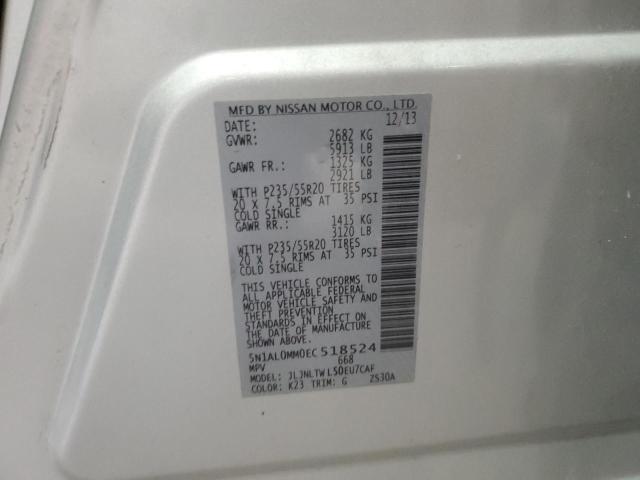 MFD BY NISSAN MOTOR CO., LTD.
DATE: 12/13
GVWR: 2682 KG
5913 LB
GAWR FR.: 1325 KG
2921 LB
WITH P235/55R20 TIRES
20 X 7.5 RIMS AT 35 PSI
COLD SINGLE
GAWR RR.: 1415 KG
3120 LB
WITH P235/55R20 TIRES
20 X 7.5 RIMS AT 35 PSI
COLD SINGLE
THIS VEHICLE CONFORMS TO
ALL APPLICABLE FEDERAL
MOTOR VEHICLE SAFETY AND
THEFT PREVENTION
STANDARDS IN EFFECT ON
THE DATE OF MANUFACTURE
SHOWN ABOVE.
5N1AL0MM0EC518524
MPV 668
MODEL: JLJNLTWL50EU7CAF
COLOR: K23 TRIM: G ZS30A